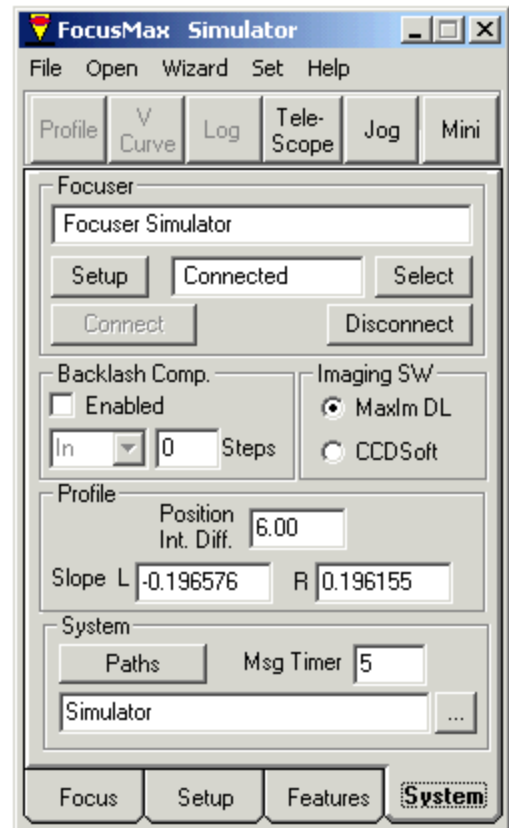 FocusMax Simulator
File Open Wizard Set Help
Profile V Curve Log Tele-Scope Jog Mini
Focuser
Focuser Simulator
Setup Connected Select
Connect Disconnect
Backlash Comp. Imaging SW
Enabled MaxIm DL
In 0 Steps CCDSoft
Profile
Position Int. Diff. 6.00
Slope L -0.196576 R 0.196155
System
Paths Msg Timer 5
Simulator ...
Focus Setup Features System